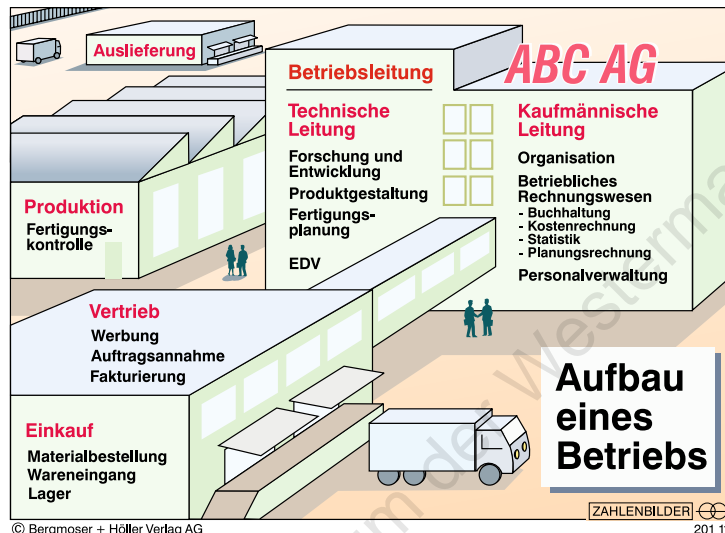 Auslieferung
ABC AG
Betriebsleitung
Technische
Leitung
Forschung und
Entwicklung
Produktgestaltung
Fertigungs-
planung
EDV
Kaufmännische
Leitung
Organisation
Betriebliches
Rechnungswesen
- Buchhaltung
- Kostenrechnung
- Statistik
- Planungsrechnung
Personalverwaltung
Produktion
Fertigungs-
kontrolle
Vertrieb
Werbung
Auftragsannahme
Fakturierung
Einkauf
Materialbestellung
Wareneingang
Lager
Aufbau
eines
Betriebs
ZAHLENBILDER
© Bergmoser + Höller Verlag AG
der